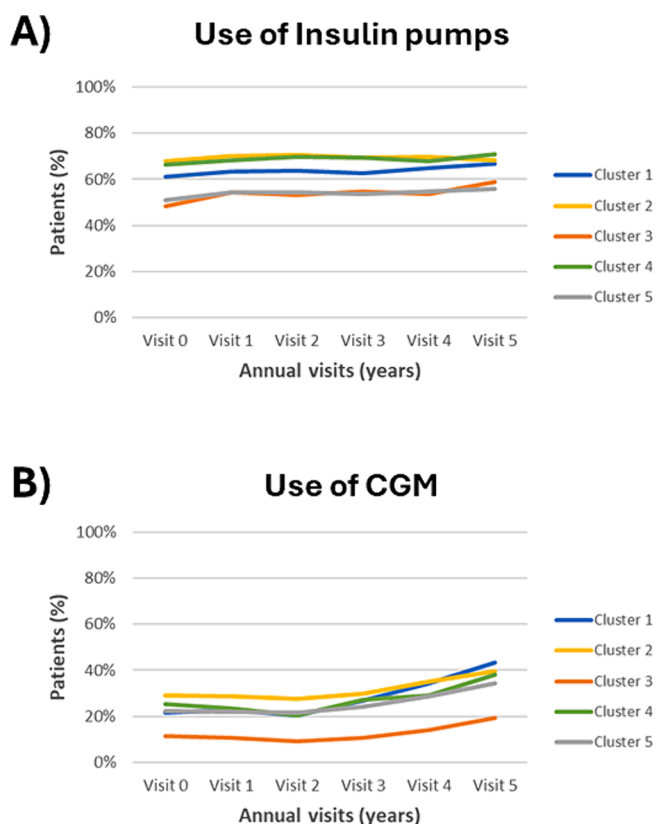 A)
Use of Insulin pumps
100%
80%
60%
40%
20%
0%
Patients (%)
Visit 0 Visit 1 Visit 2 Visit 3 Visit 4 Visit 5
Annual visits (years)
Cluster 1
Cluster 2
Cluster 3
Cluster 4
Cluster 5
B)
Use of CGM
100%
80%
60%
40%
20%
0%
Patients (%)
Visit 0 Visit 1 Visit 2 Visit 3 Visit 4 Visit 5
Annual visits (years)
Cluster 1
Cluster 2
Cluster 3
Cluster 4
Cluster 5